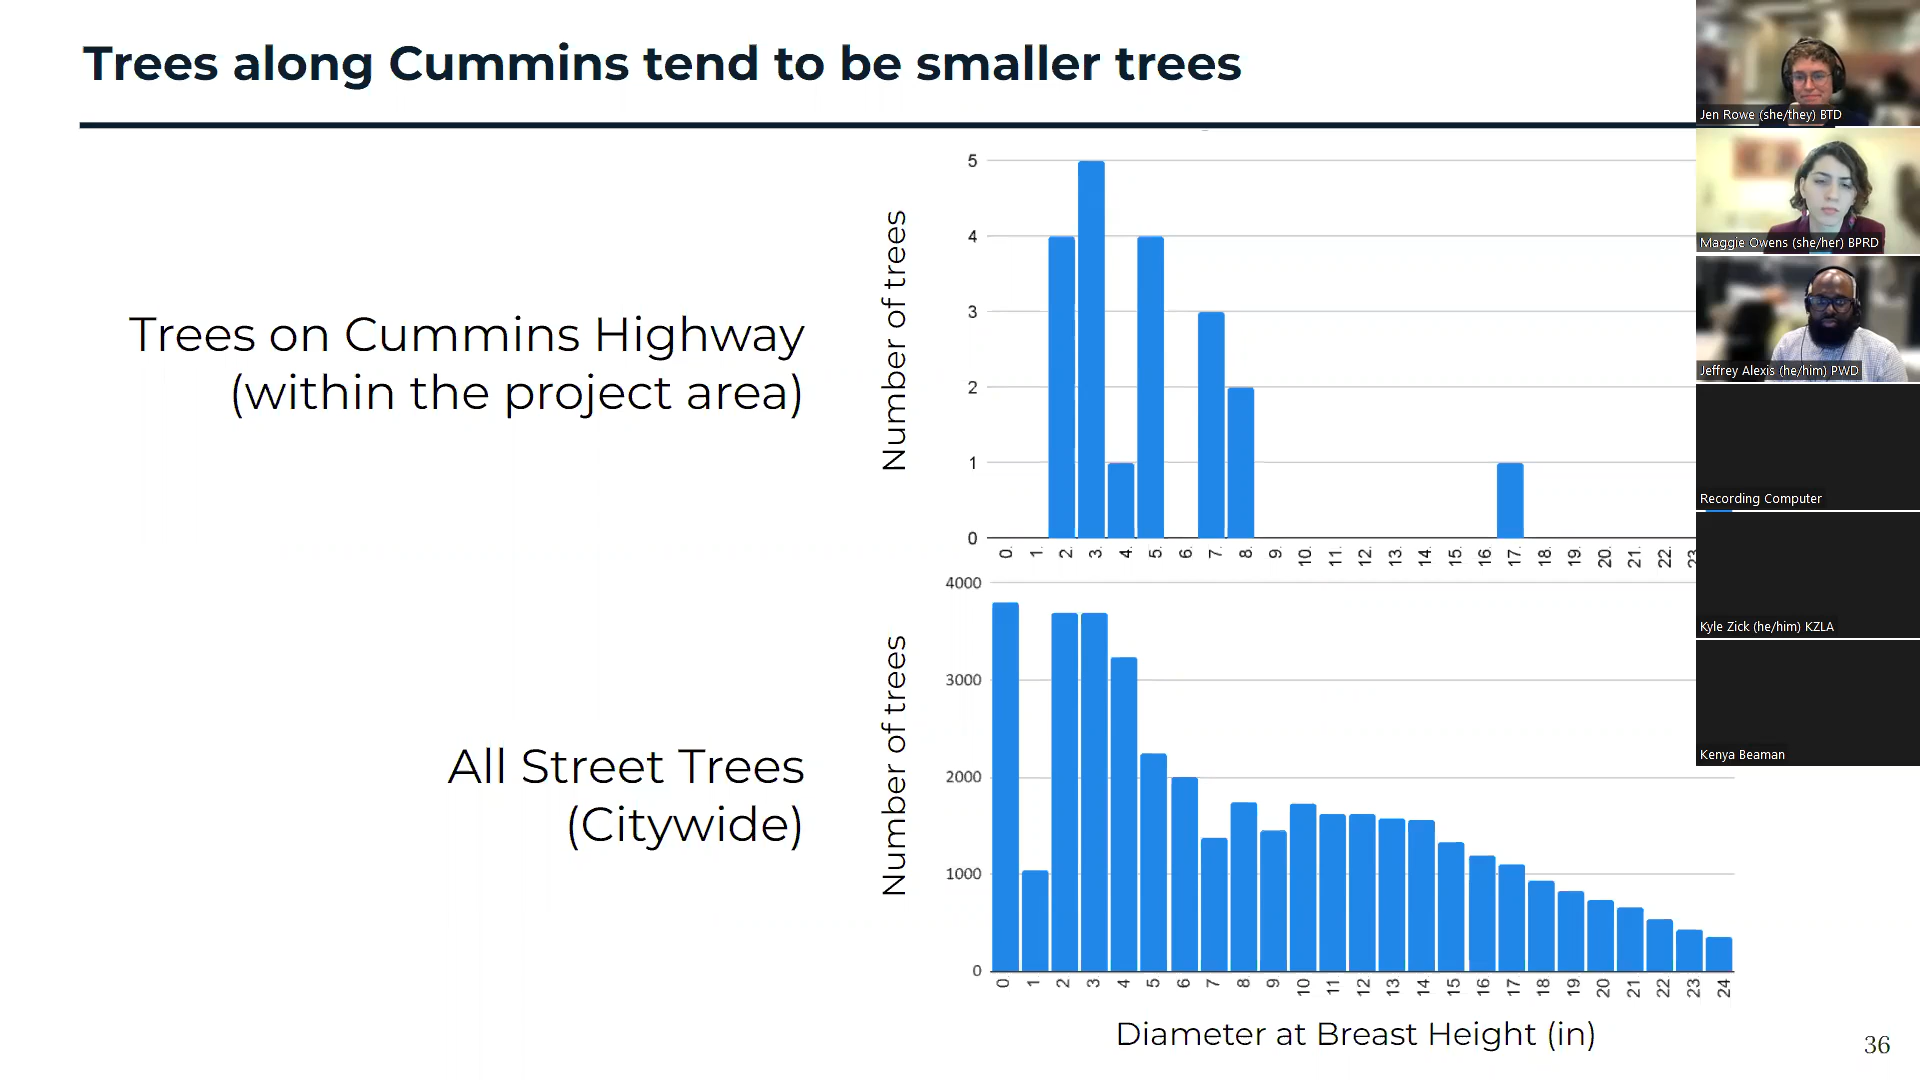 Trees along Cummins tend to be smaller trees
Trees on Cummins Highway
(within the project area)
Number of trees
5
4
3
2
1
0
0. 1. 2. 3. 4. 5. 6. 7. 8. 9. 10. 11. 12. 13. 14. 15. 16. 17. 18. 19. 20. 21. 22. 23
All Street Trees
(Citywide)
Number of trees
4000
3000
2000
1000
0
0 1 2 3 4 5 6 7 8 9 10 11 12 13 14 15 16 17 18 19 20 21 22 23 24
Diameter at Breast Height (in)
36
Jen Rowe (she/they) BTD
Maggie Owens (she/her) BPRD
Jeffrey Alexis (he/him) PWD
Recording Computer
Kyle Zick (he/him) KZLA
Kenya Beaman